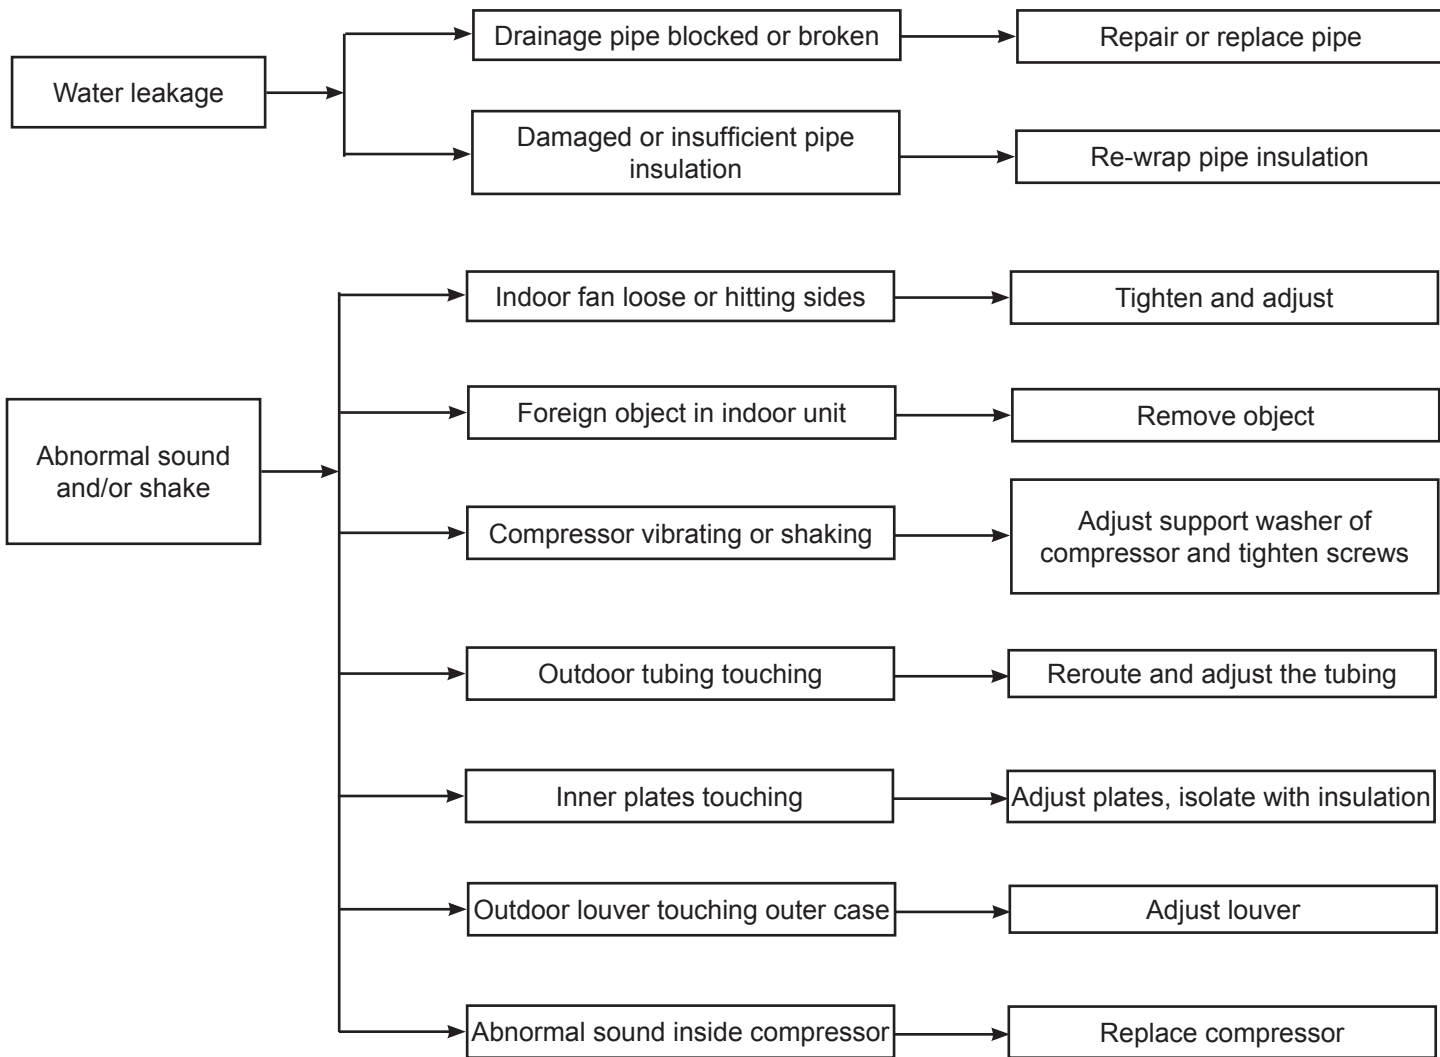 Water leakage
Drainage pipe blocked or broken
Repair or replace pipe
Damaged or insufficient pipe
insulation
Re-wrap pipe insulation
Abnormal sound
and/or shake
Indoor fan loose or hitting sides
Tighten and adjust
Foreign object in indoor unit
Remove object
Compressor vibrating or shaking
Adjust support washer of
compressor and tighten screws
Outdoor tubing touching
Reroute and adjust the tubing
Inner plates touching
Adjust plates, isolate with insulation
Outdoor louver touching outer case
Adjust louver
Abnormal sound inside compressor
Replace compressor